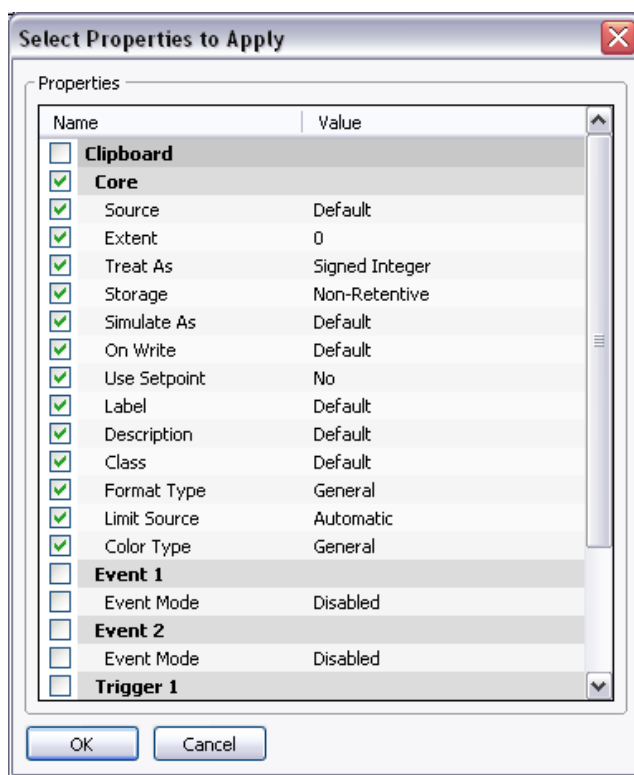 Select Properties to Apply
Properties
Name Value
Clipboard
Core
Source Default
Extent 0
Treat As Signed Integer
Storage Non-Retentive
Simulate As Default
On Write Default
Use Setpoint No
Label Default
Description Default
Class Default
Format Type General
Limit Source Automatic
Color Type General
Event 1
Event Mode Disabled
Event 2
Event Mode Disabled
Trigger 1
OK Cancel